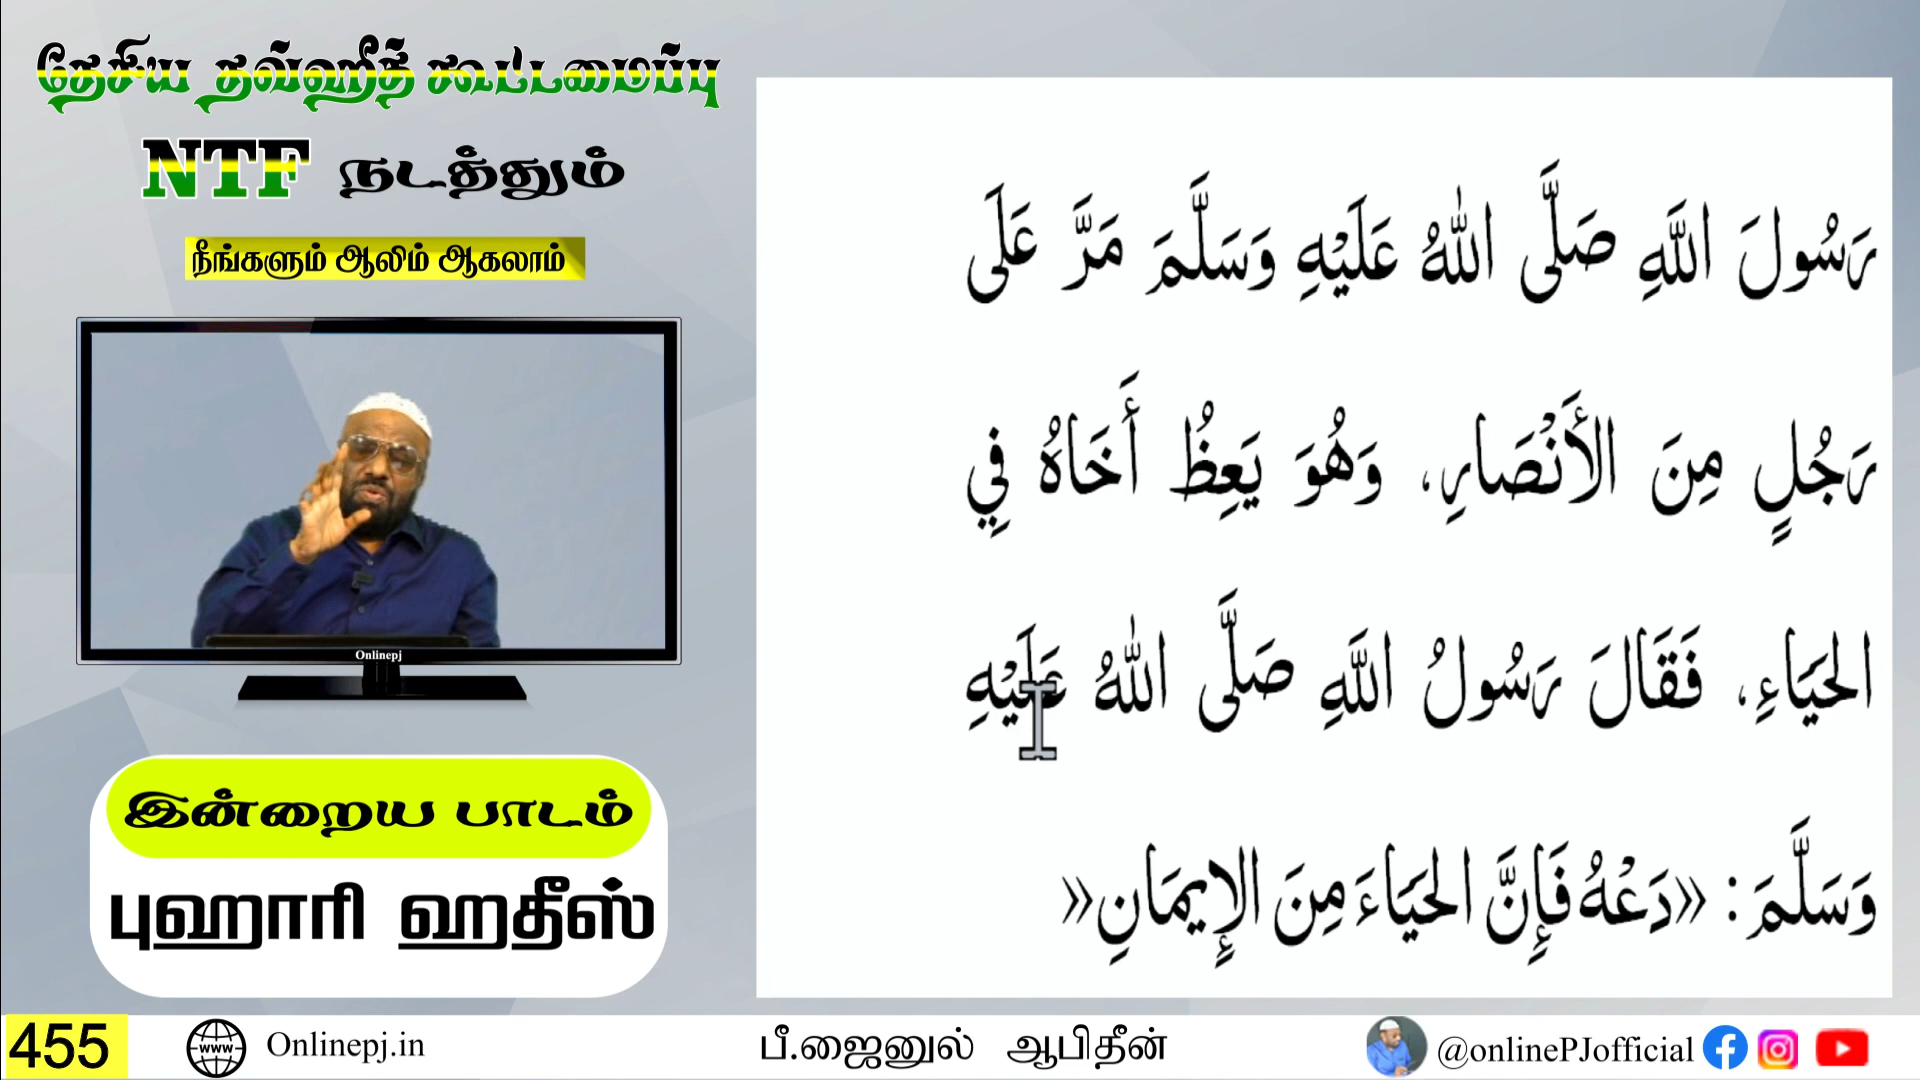 தேசிய தவ்ஹீத் கூட்டமைப்பு
NTF நடத்தும்
நீங்களும் ஆலிம் ஆகலாம்
Onlinepj
இன்றைய பாடம்
புஹாரி ஹதீஸ்
رَسُولَ اللَّهِ صَلَّى اللهُ عَلَيْهِ وَسَلَّمَ مَرَّ عَلَى
رَجُلٍ مِنَ الأَنْصَارِ، وَهُوَ يَعِظُ أَخَاهُ فِي
الحَيَاءِ، فَقَالَ رَسُولُ اللَّهِ صَلَّى اللهُ عَلَيْهِ
وَسَلَّمَ: «دَعْهُ فَإِنَّ الحَيَاءَ مِنَ الإِيمَانِ»
455
www
Onlinepj.in
பீ.ஜைனுல் ஆபிதீன்
@onlinePJofficial